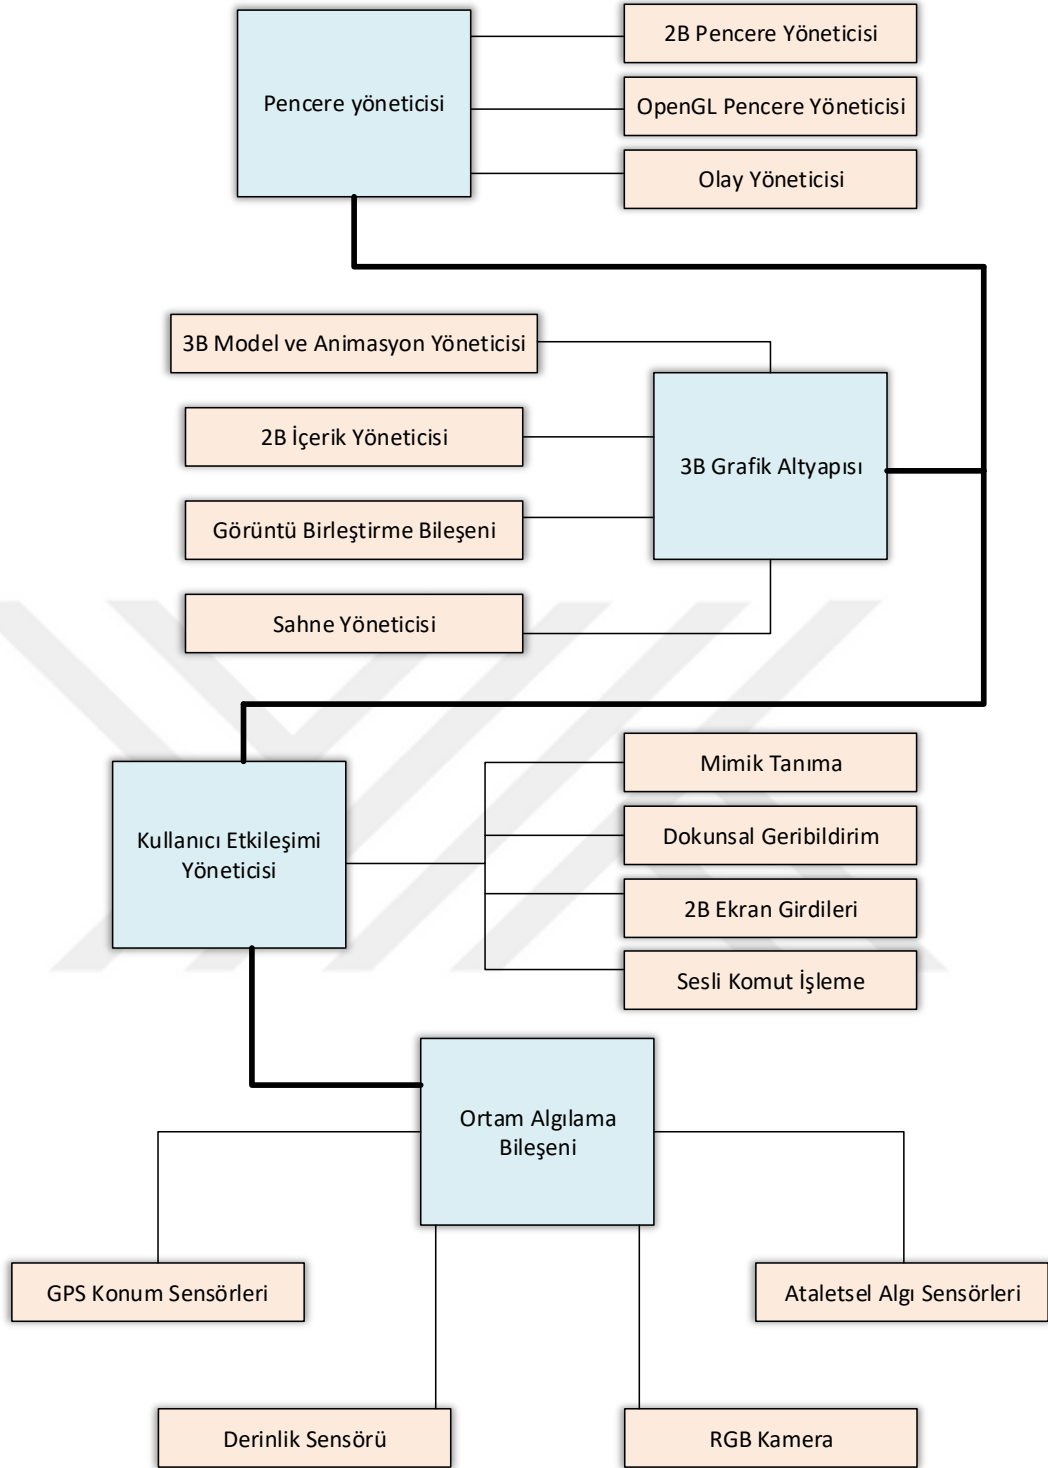 2B Pencere Yöneticisi
Pencere yöneticisi
OpenGL Pencere Yöneticisi
Olay Yöneticisi
3B Model ve Animasyon Yöneticisi
2B İçerik Yöneticisi
3B Grafik Altyapısı
Görüntü Birleştirme Bileşeni
Sahne Yöneticisi
Mimik Tanıma
Kullanıcı Etkileşimi
Yöneticisi
Dokunsal Geribildirim
2B Ekran Girdileri
Sesli Komut İşleme
Ortam Algılama
Bileşeni
GPS Konum Sensörleri
Ataletsel Algı Sensörleri
Derinlik Sensörü
RGB Kamera